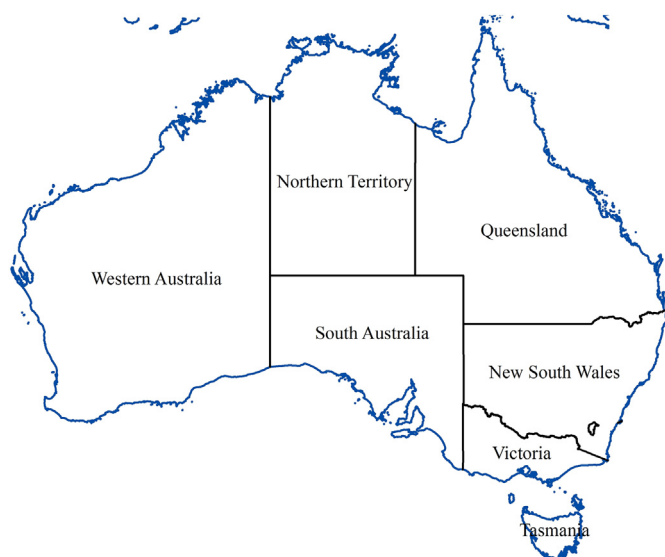 Northern Territory
Queensland
Western Australia
South Australia
New South Wales
Victoria
Tasmania